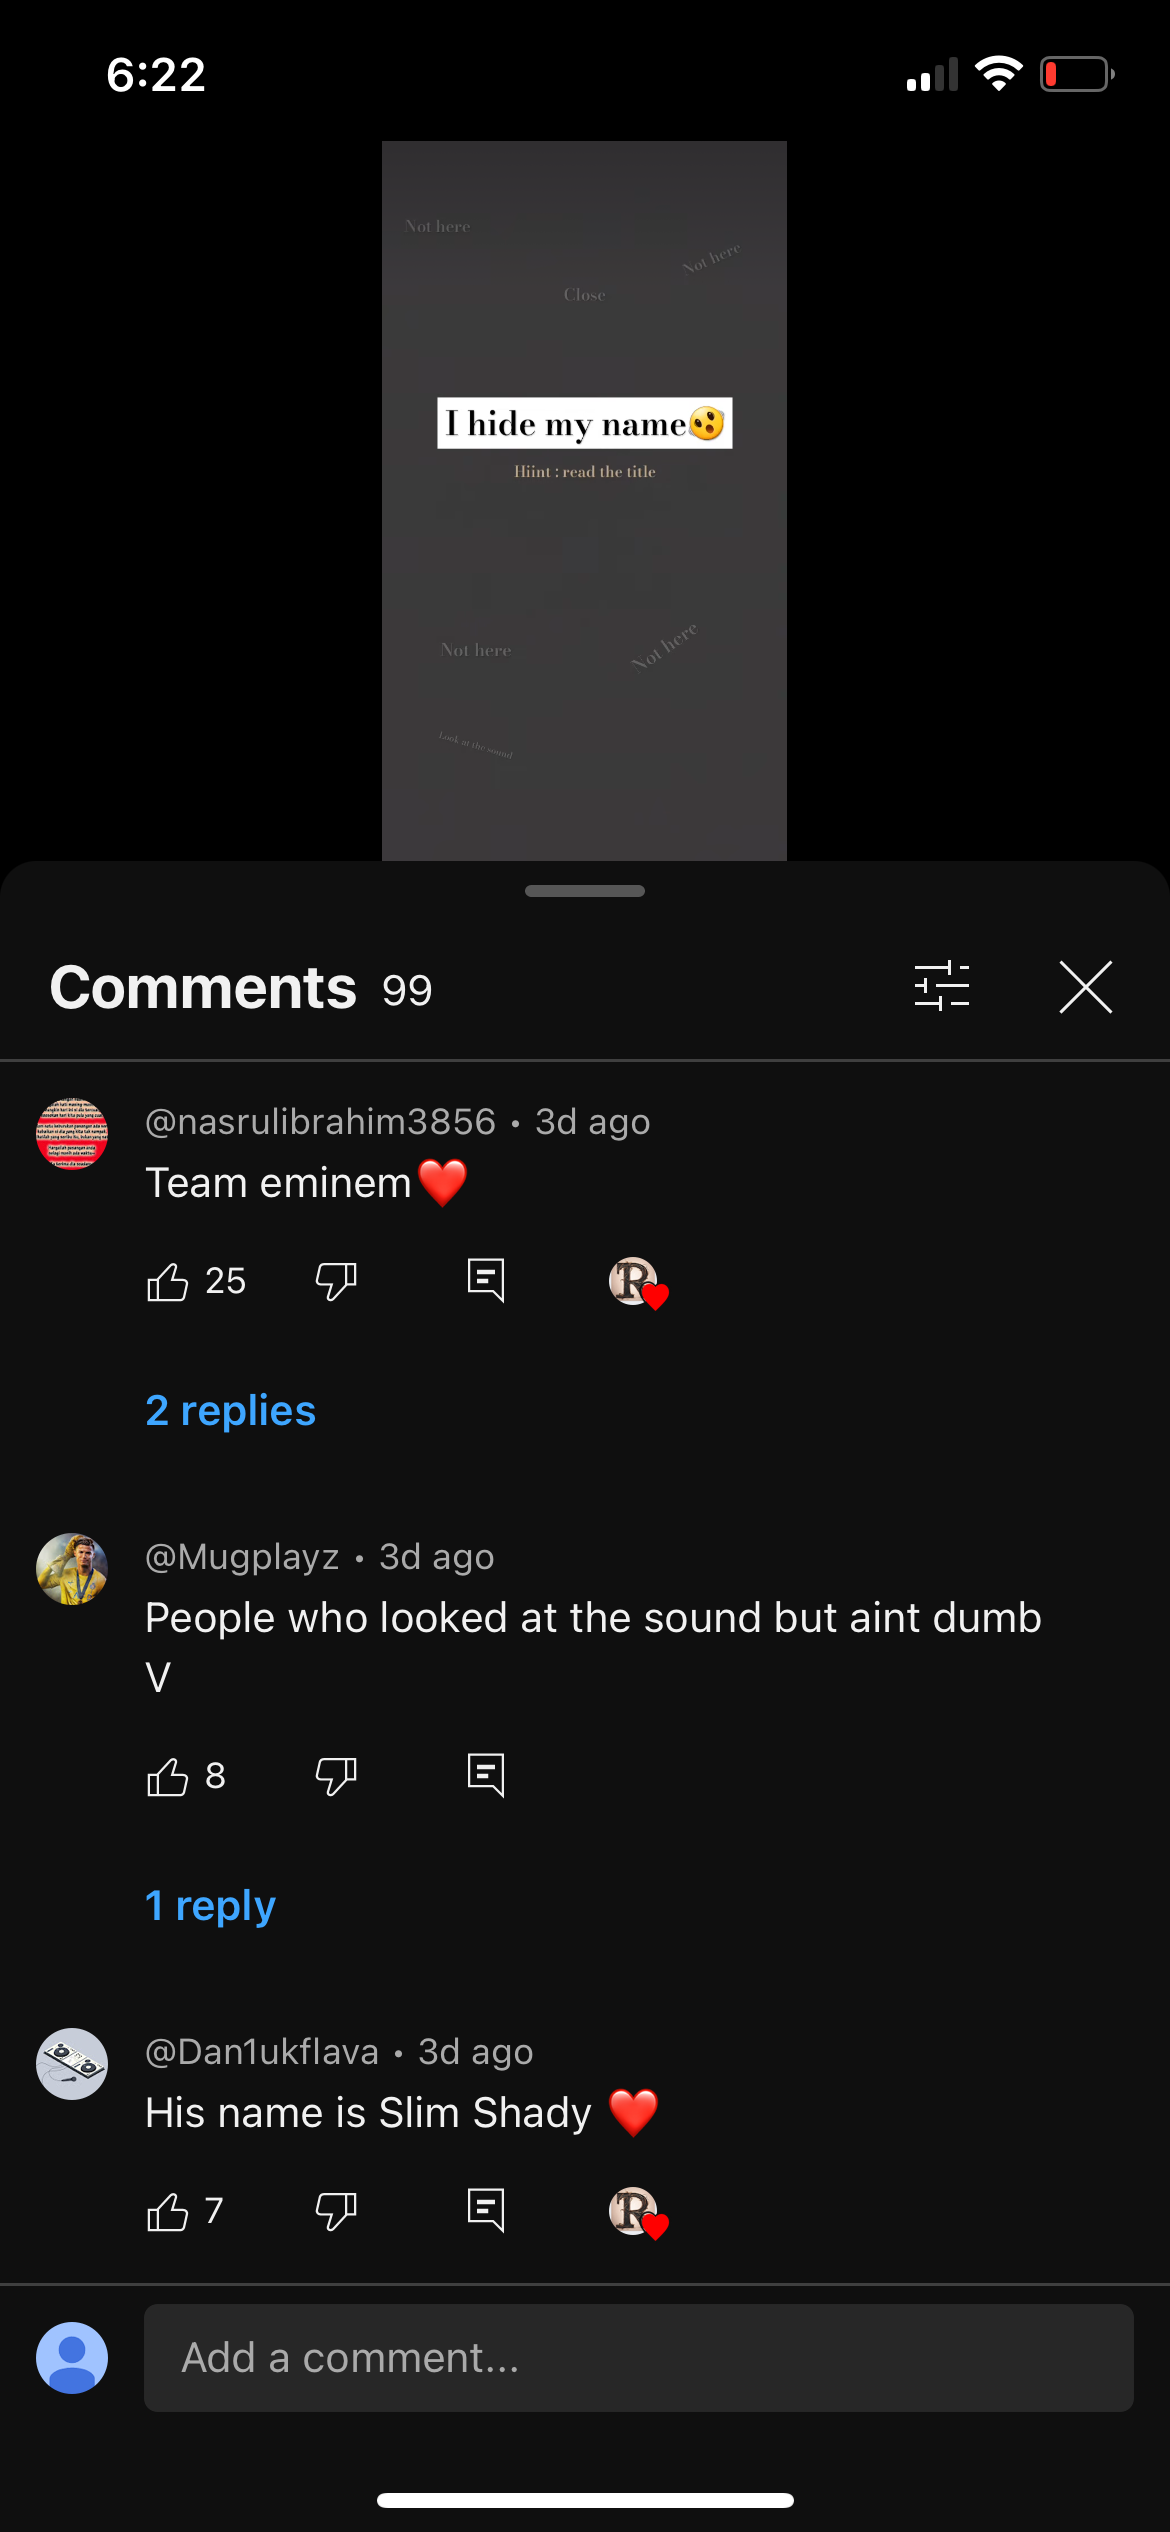 6:22
Not here
Not here
Close
I hide my name😮
Hiint : read the title
Not here
Not here
Look at the sound
Comments 99
@nasrulibrahim3856 • 3d ago
Team eminem❤️
25
R
2 replies
@Mugplayz • 3d ago
People who looked at the sound but aint dumb
V
8
1 reply
@Dan1ukflava • 3d ago
His name is Slim Shady ❤️
7
R
Add a comment...